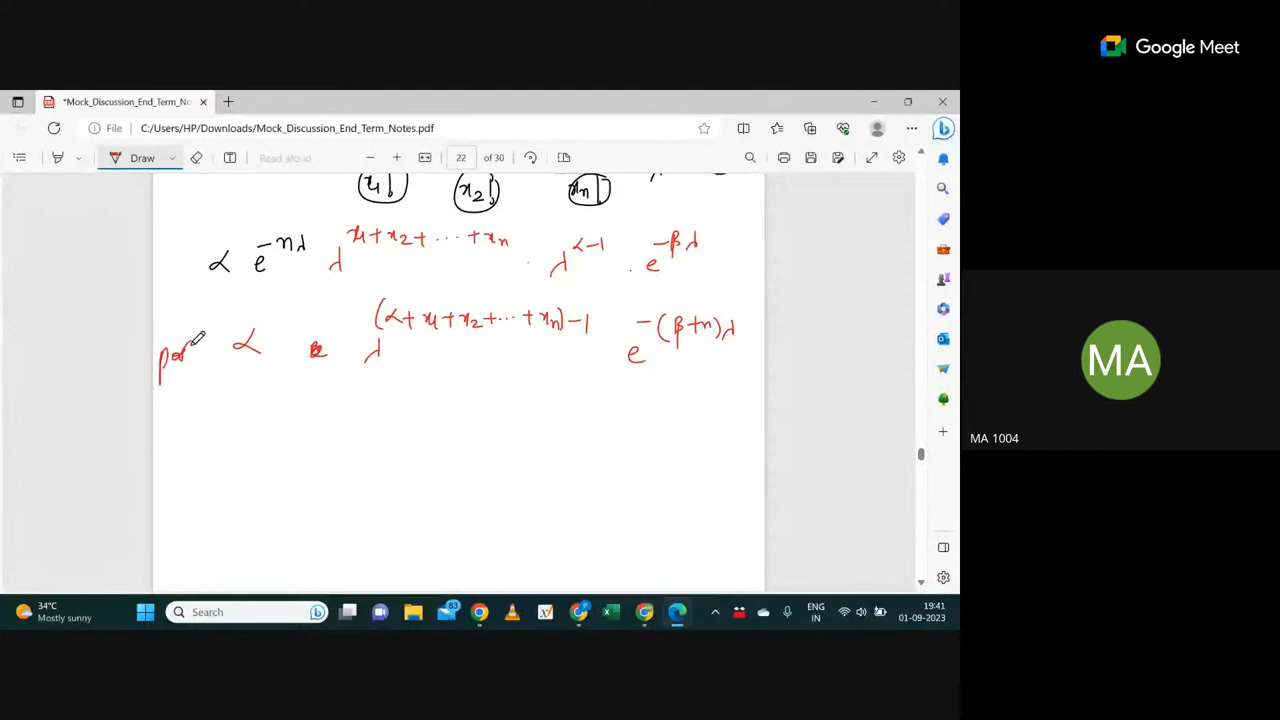 Google Meet
*Mock_Discussion_End_Term_No
File C:/Users/HP/Downloads/Mock_Discussion_End_Term_Notes.pdf
Draw Read aloud 22 of 30
x₁! x₂! xₙ!
∝ e^{-nλ} λ^{x₁+x₂+...+xₙ} . λ^{α-1} . e^{-βλ}
∝ λ^{(α+x₁+x₂+...+xₙ)-1} e^{-(β+n)λ}
MA
MA 1004
34°C
Mostly sunny
Search
83
ENG
IN
19:41
01-09-2023